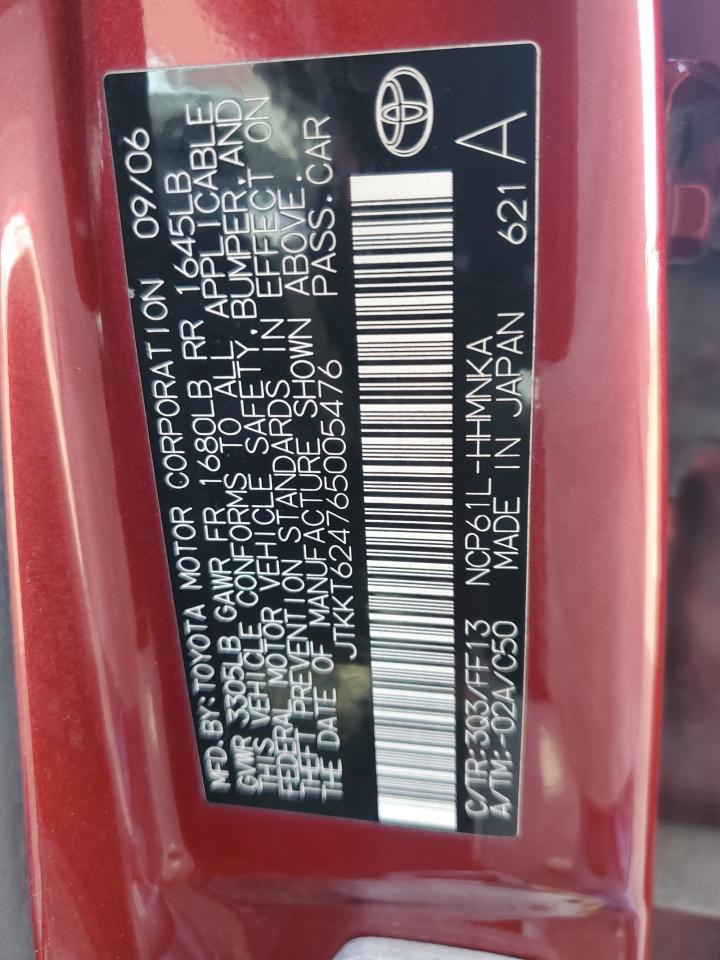 MFD.BY:TOYOTA MOTOR CORPORATION 09/06
GVWR 3305LB GAWR FR 1680LB RR 1645LB
THIS VEHICLE CONFORMS TO ALL APPLICABLE
FEDERAL MOTOR VEHICLE SAFETY,BUMPER,AND
THEFT PREVENTION STANDARDS IN EFFECT ON
THE DATE OF MANUFACTURE SHOWN ABOVE.
JTKKT624765005476 PASS.CAR
C/TR:3Q3/FF13 NCP61L-HHMNKA
A/TM:-02A/C50 MADE IN JAPAN 621 A